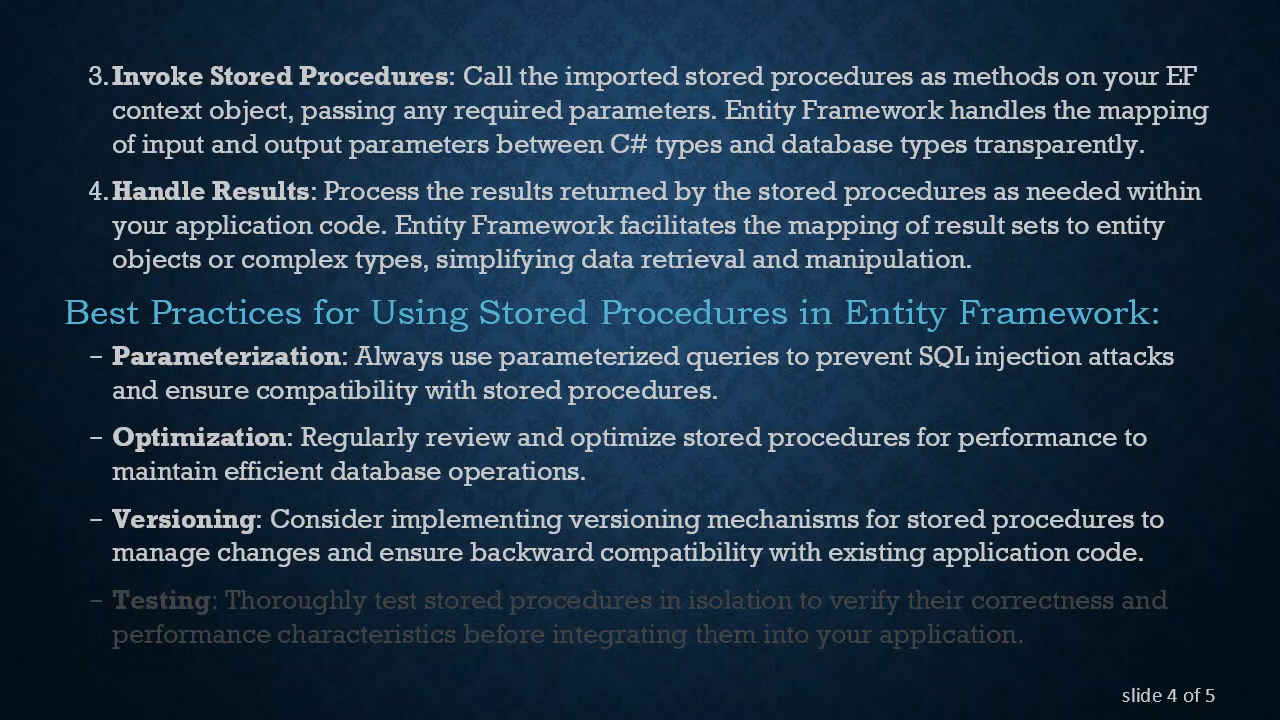 3. Invoke Stored Procedures: Call the imported stored procedures as methods on your EF
context object, passing any required parameters. Entity Framework handles the mapping
of input and output parameters between C# types and database types transparently.
4. Handle Results: Process the results returned by the stored procedures as needed within
your application code. Entity Framework facilitates the mapping of result sets to entity
objects or complex types, simplifying data retrieval and manipulation.
Best Practices for Using Stored Procedures in Entity Framework:
– Parameterization: Always use parameterized queries to prevent SQL injection attacks
and ensure compatibility with stored procedures.
– Optimization: Regularly review and optimize stored procedures for performance to
maintain efficient database operations.
– Versioning: Consider implementing versioning mechanisms for stored procedures to
manage changes and ensure backward compatibility with existing application code.
– Testing: Thoroughly test stored procedures in isolation to verify their correctness and
performance characteristics before integrating them into your application.
slide 4 of 5